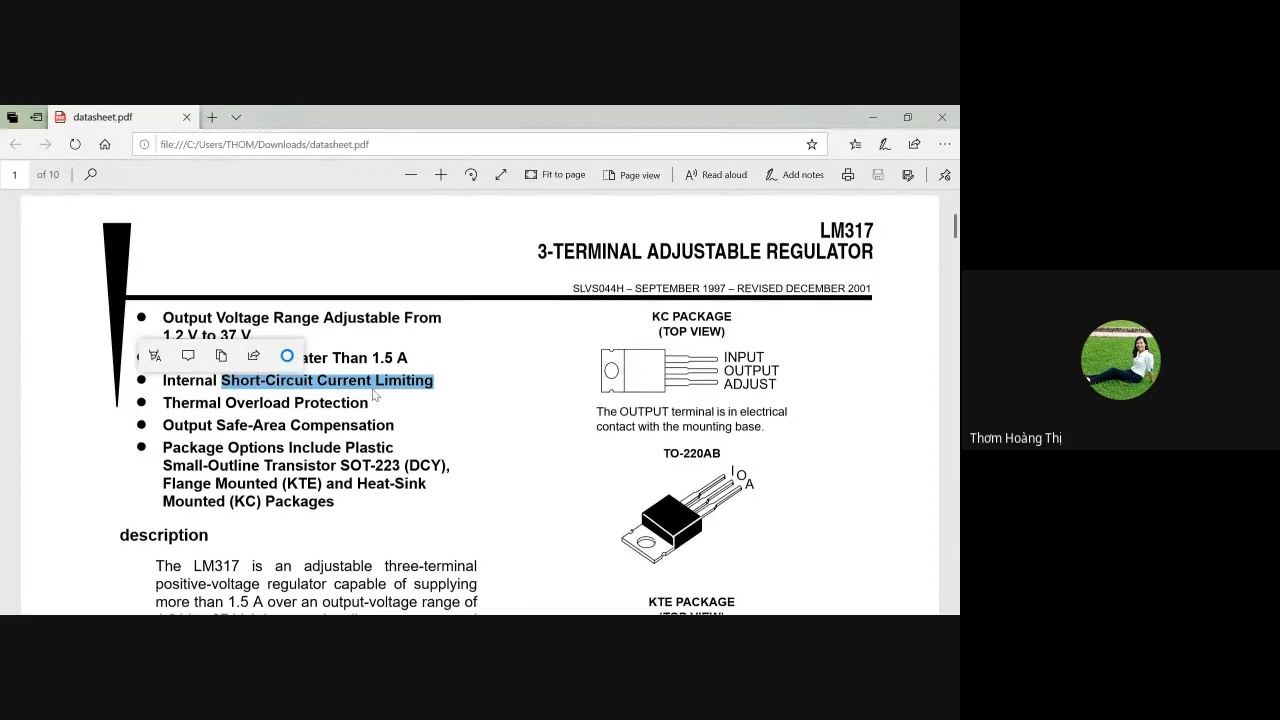 datasheet.pdf
file:///C:/Users/THOM/Downloads/datasheet.pdf
1 of 10
Fit to page
Page view
Read aloud
Add notes
LM317
3-TERMINAL ADJUSTABLE REGULATOR
SLVS044H – SEPTEMBER 1997 – REVISED DECEMBER 2001
● Output Voltage Range Adjustable From
1.2 V to 37 V
Than 1.5 A
● Internal Short-Circuit Current Limiting
● Thermal Overload Protection
● Output Safe-Area Compensation
● Package Options Include Plastic
Small-Outline Transistor SOT-223 (DCY),
Flange Mounted (KTE) and Heat-Sink
Mounted (KC) Packages
description
The LM317 is an adjustable three-terminal
positive-voltage regulator capable of supplying
more than 1.5 A over an output-voltage range of
KC PACKAGE
(TOP VIEW)
INPUT
OUTPUT
ADJUST
The OUTPUT terminal is in electrical
contact with the mounting base.
TO-220AB
I
O
A
KTE PACKAGE
(TOP VIEW)
Thơm Hoàng Thị